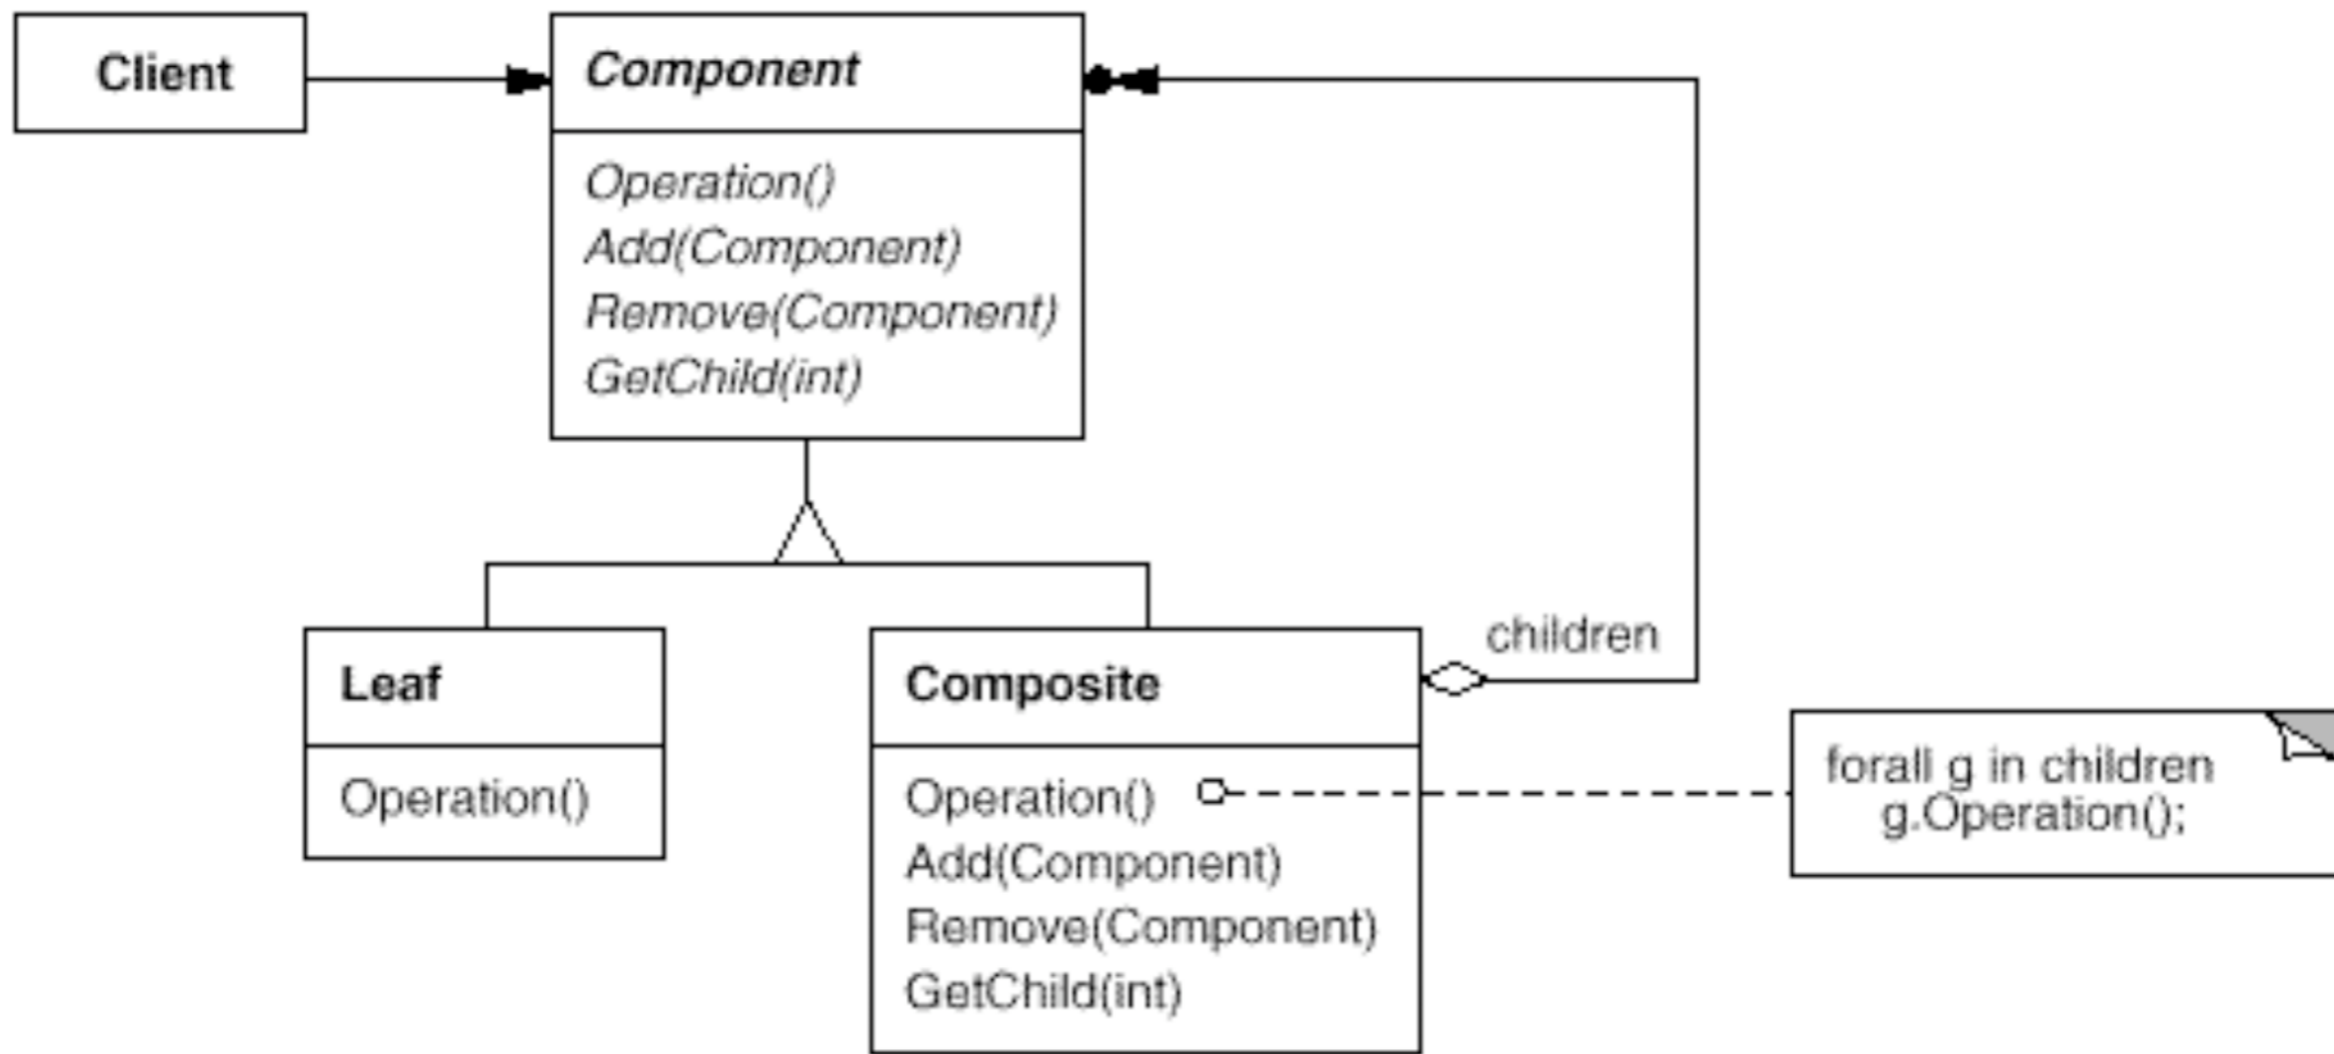 Client
Component
Operation()
Add(Component)
Remove(Component)
GetChild(int)
children
Leaf
Operation()
Composite
Operation()
Add(Component)
Remove(Component)
GetChild(int)
forall g in children
g.Operation();